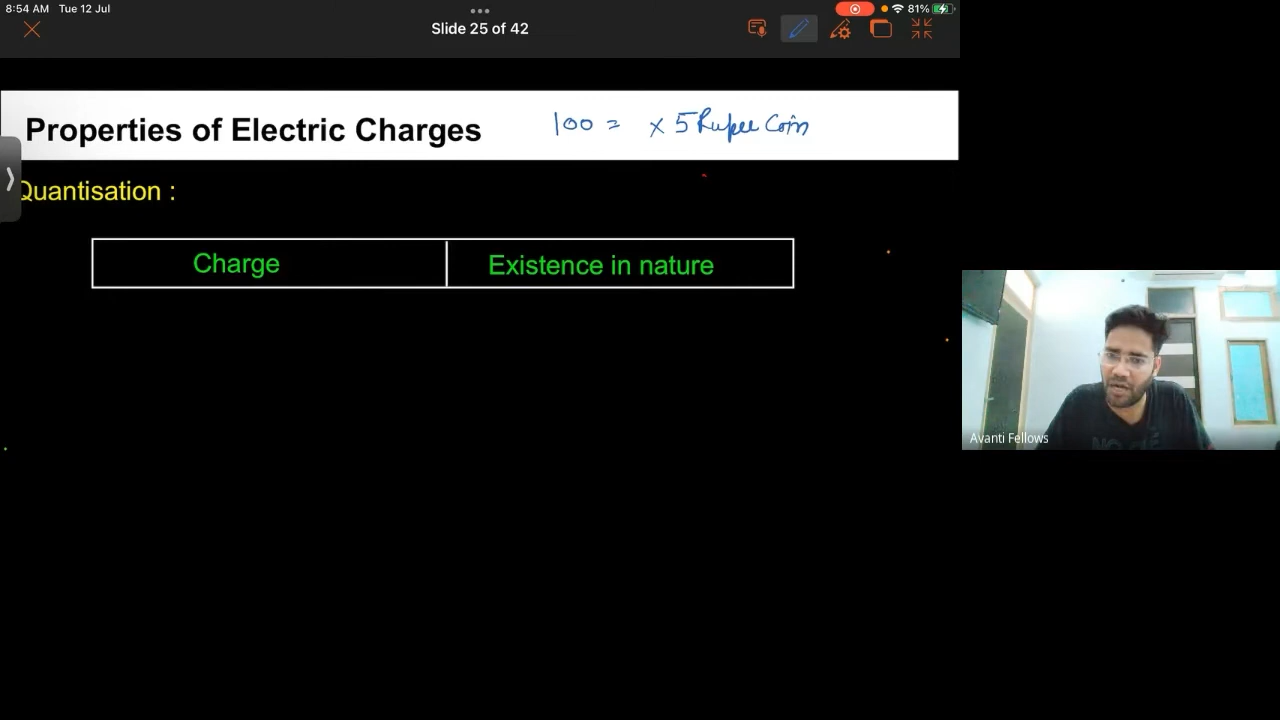 8:54 AM Tue 12 Jul
81%
Slide 25 of 42
Properties of Electric Charges
100 = x 5 Rupee Coin
Quantisation :
Charge
Existence in nature
Avanti Fellows